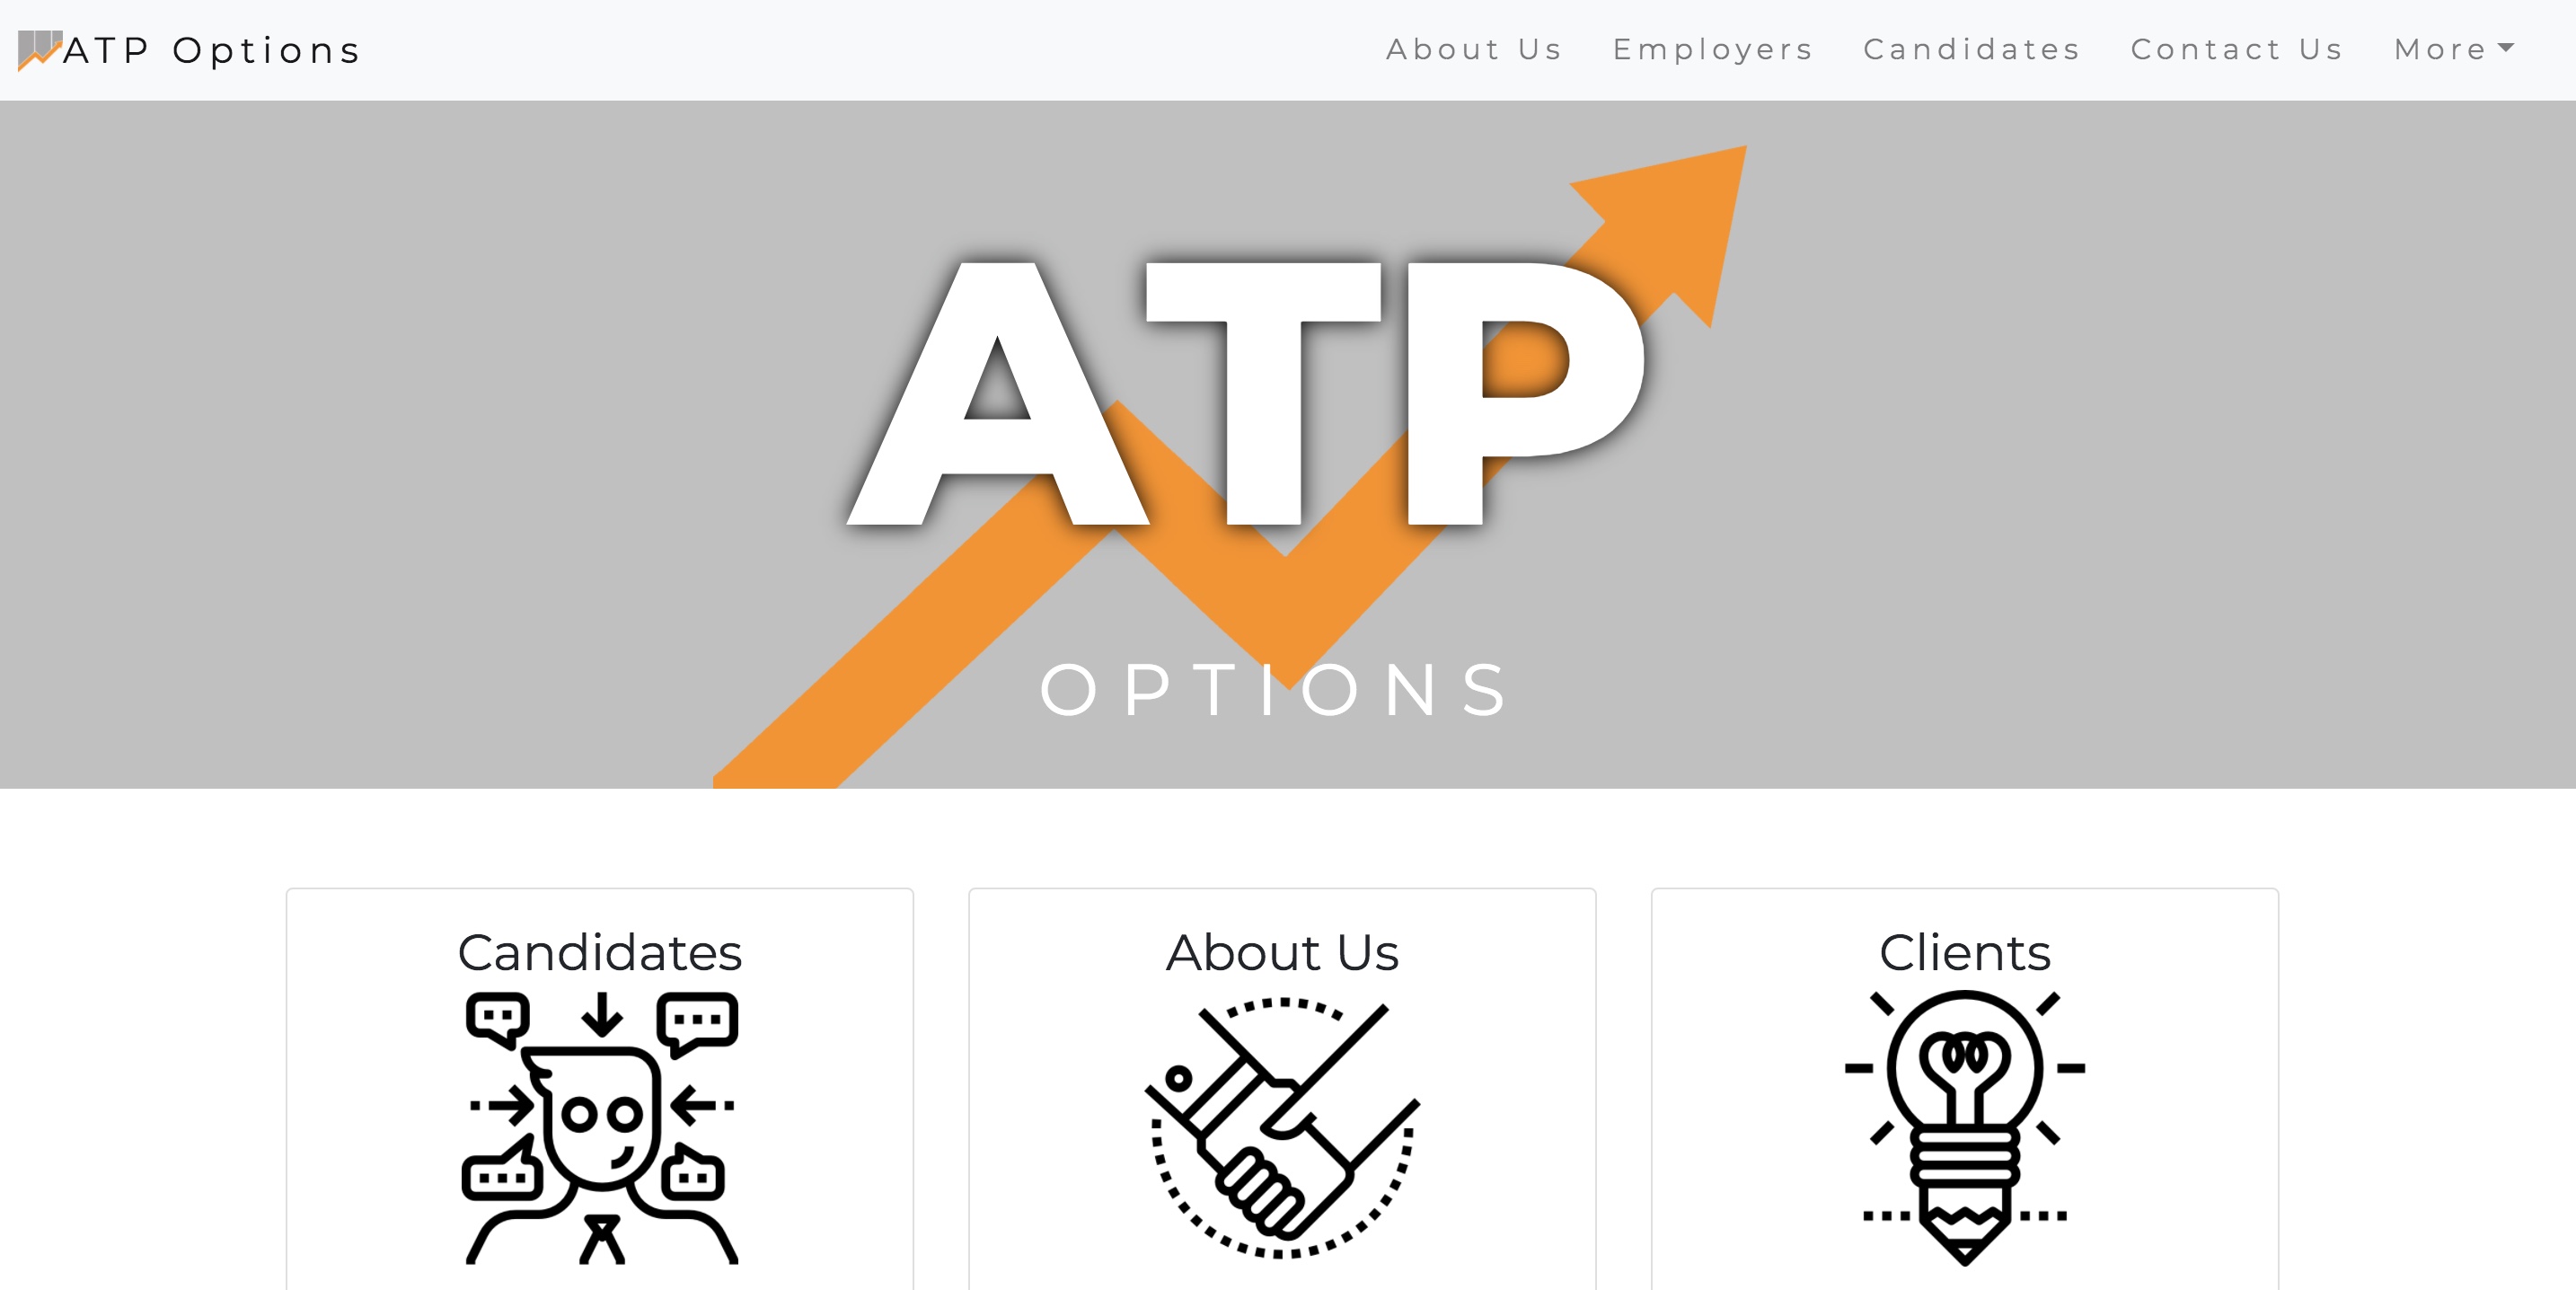 ATP Options
About Us Employers Candidates Contact Us More
ATP
OPTIONS
Candidates
About Us
Clients